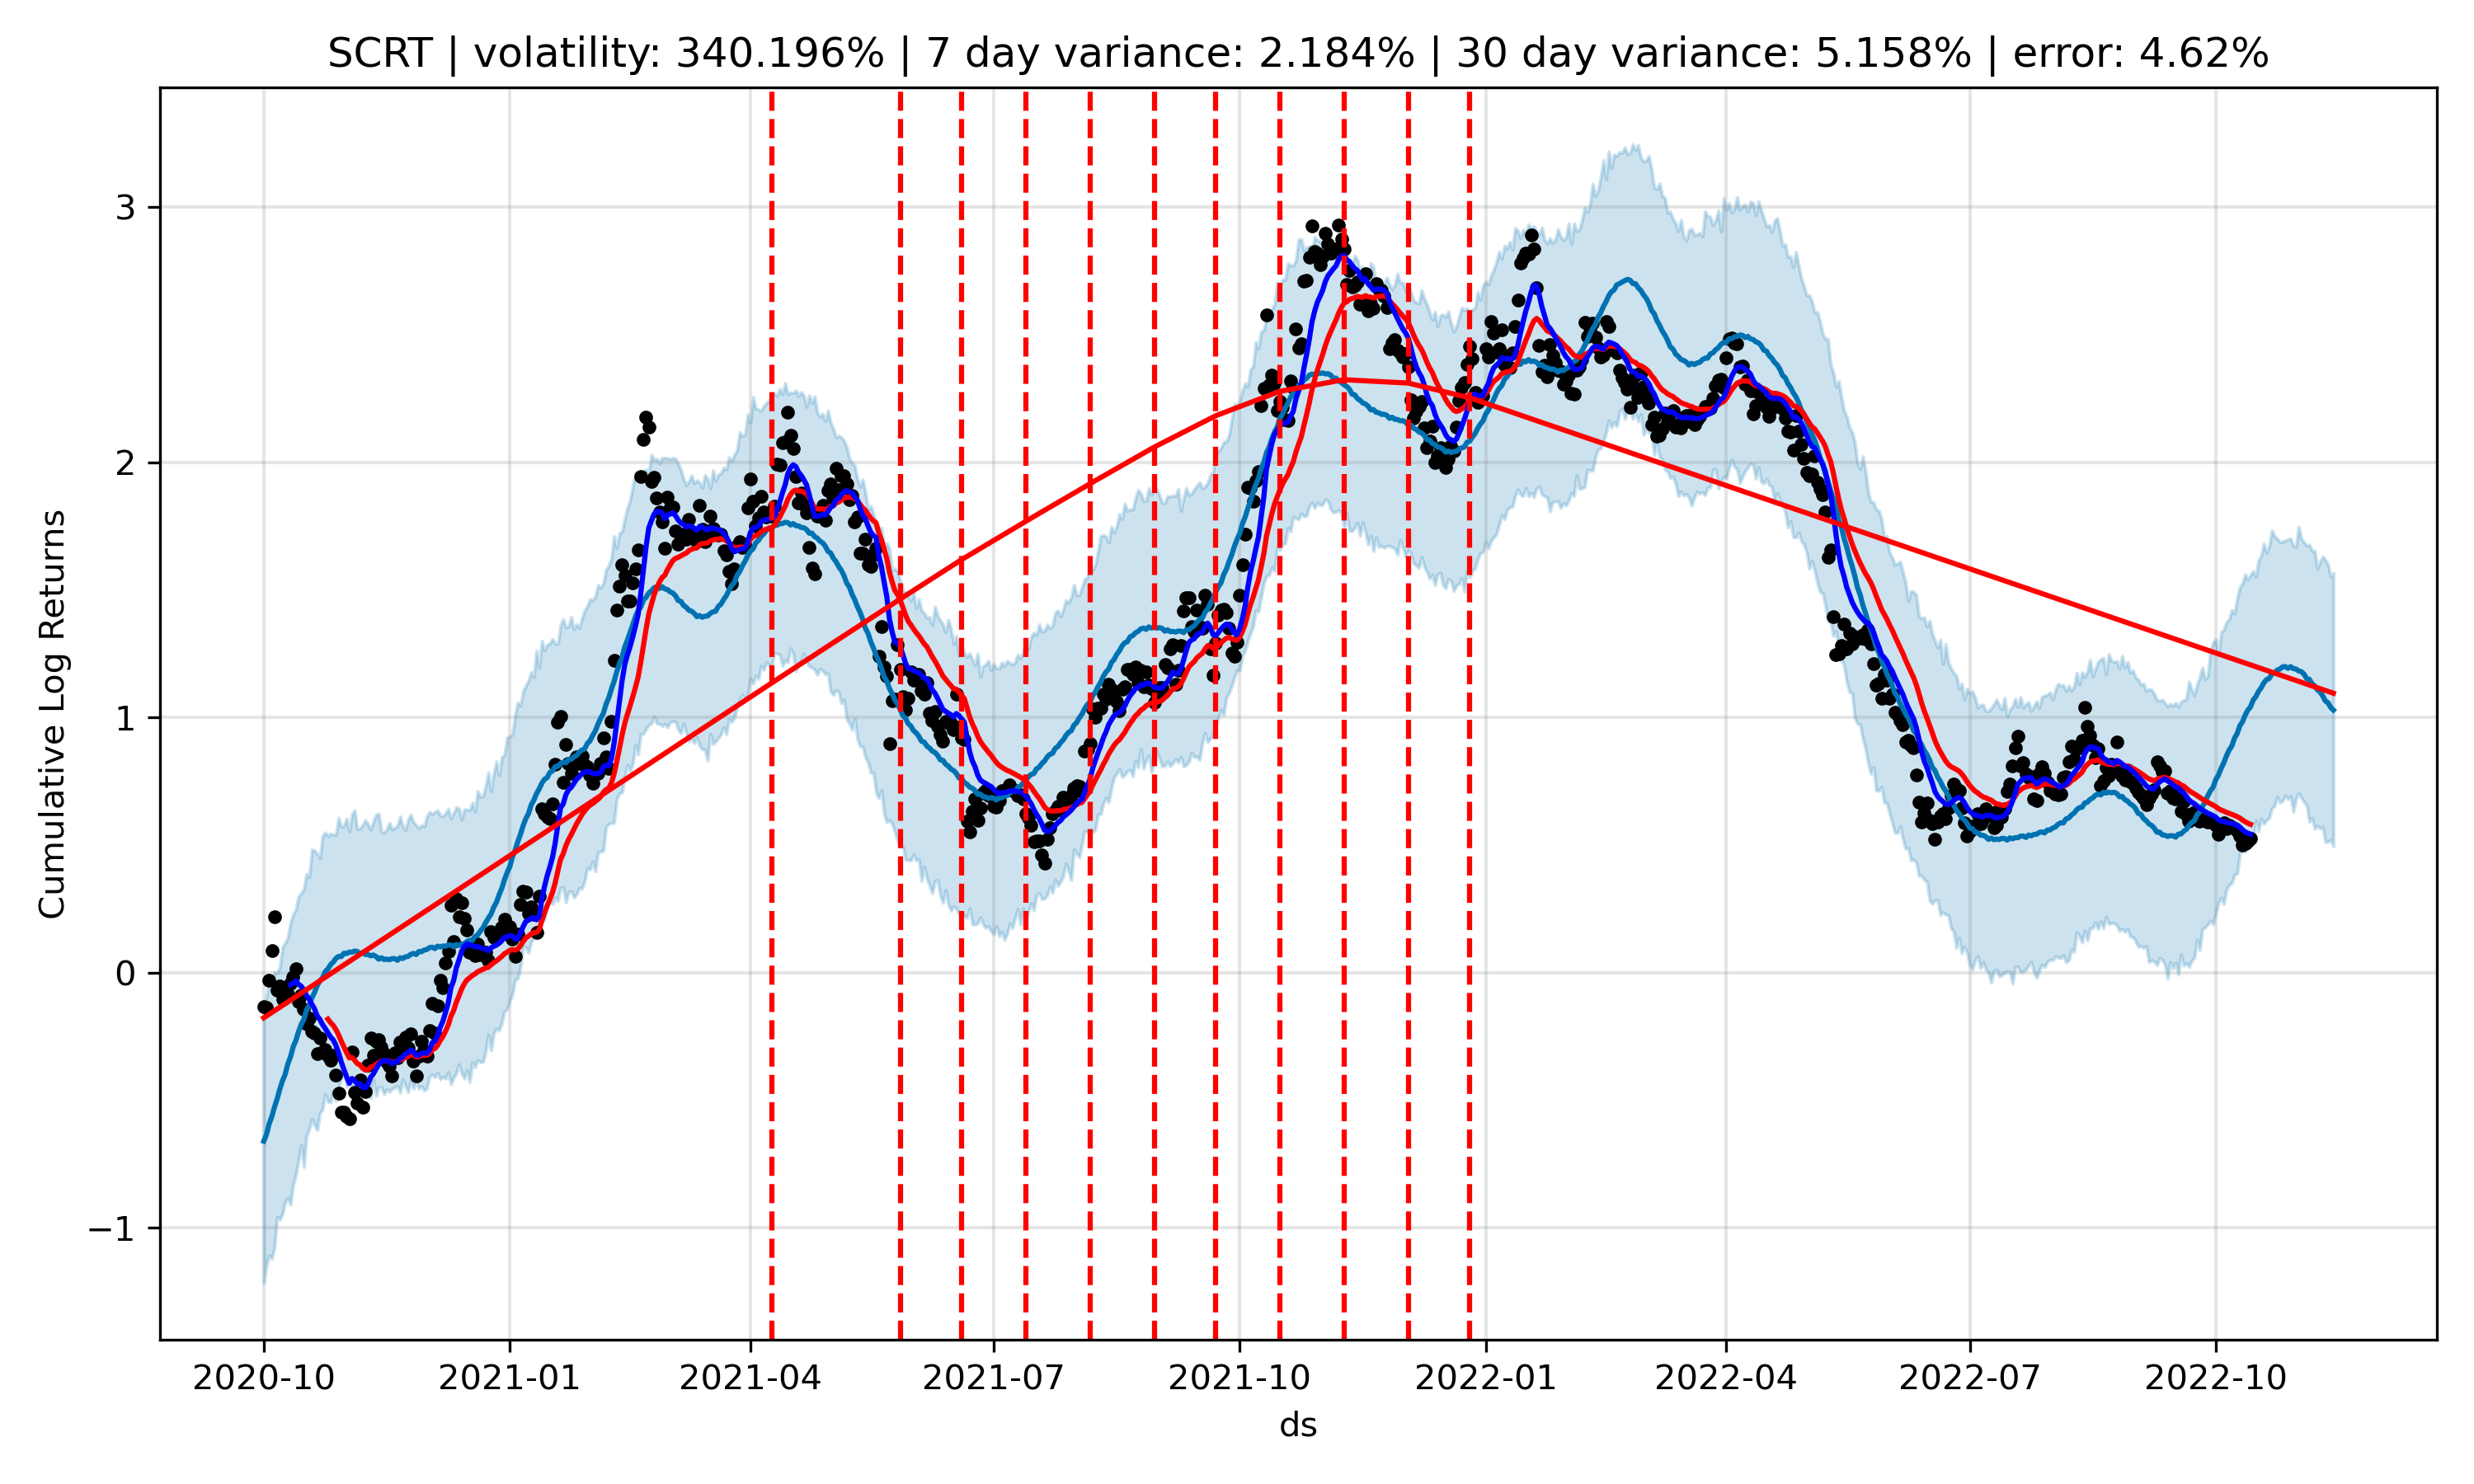 SCRT | volatility: 340.196% | 7 day variance: 2.184% | 30 day variance: 5.158% | error: 4.62%
Cumulative Log Returns
3
2
1
0
−1
2020-10 2021-01 2021-04 2021-07 2021-10 2022-01 2022-04 2022-07 2022-10
ds